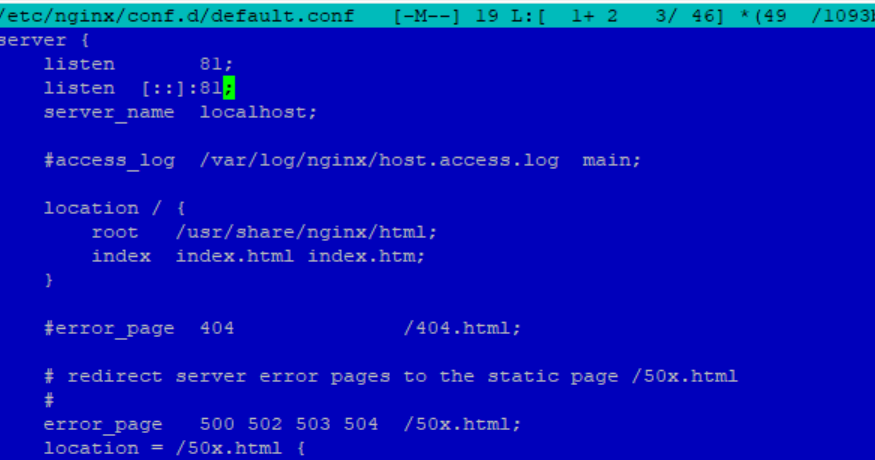 /etc/nginx/conf.d/default.conf   [-M--] 19 L:[  1+ 2   3/ 46] *(49  /1093b
server {
    listen       81;
    listen  [::]:81;
    server_name  localhost;

    #access_log  /var/log/nginx/host.access.log  main;

    location / {
        root   /usr/share/nginx/html;
        index  index.html index.htm;
    }

    #error_page  404              /404.html;

    # redirect server error pages to the static page /50x.html
    #
    error_page   500 502 503 504  /50x.html;
    location = /50x.html {